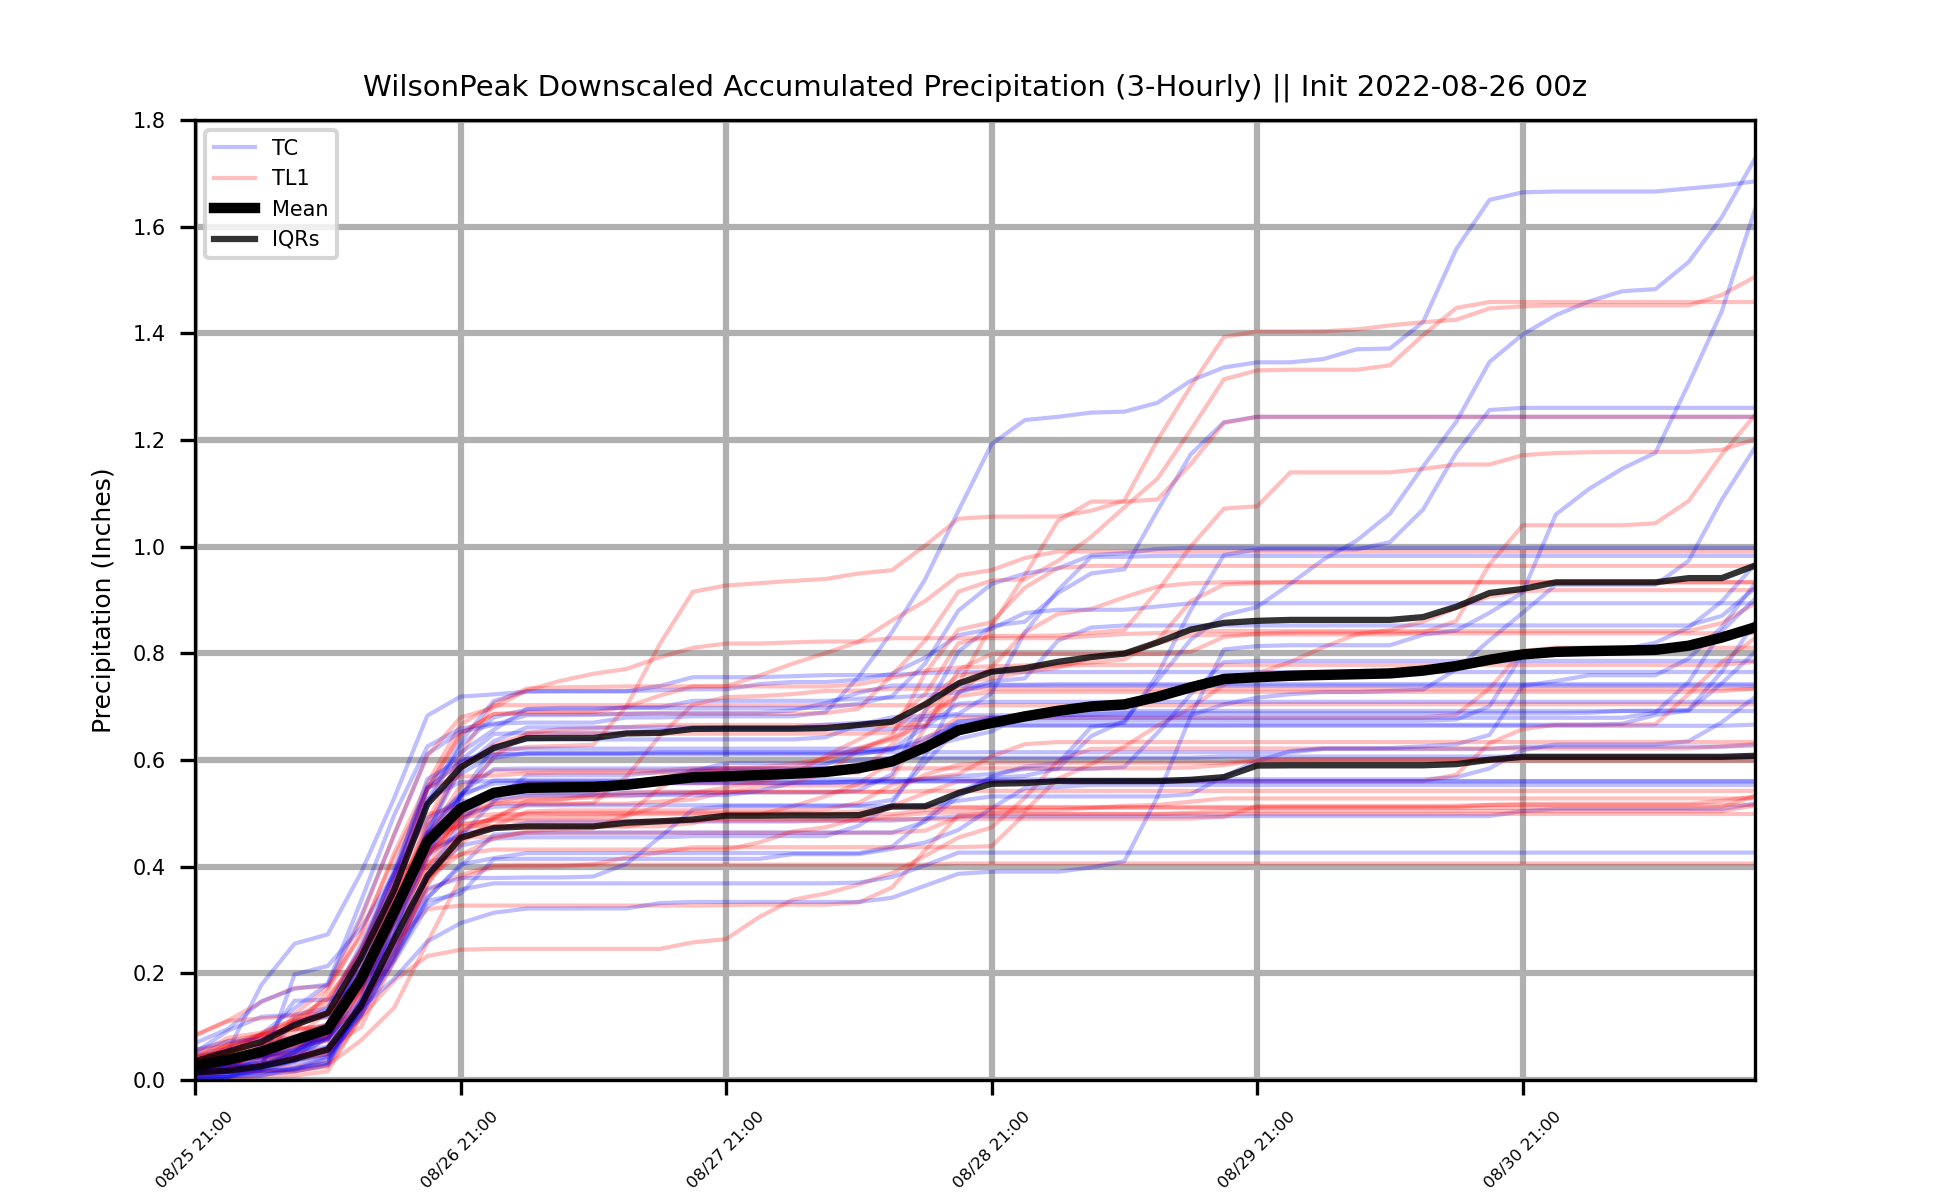 WilsonPeak Downscaled Accumulated Precipitation (3-Hourly) || Init 2022-08-26 00z
TC
TL1
Mean
IQRs
Precipitation (Inches)
1.8
1.6
1.4
1.2
1.0
0.8
0.6
0.4
0.2
0.0
08/25 21:00
08/26 21:00
08/27 21:00
08/28 21:00
08/29 21:00
08/30 21:00